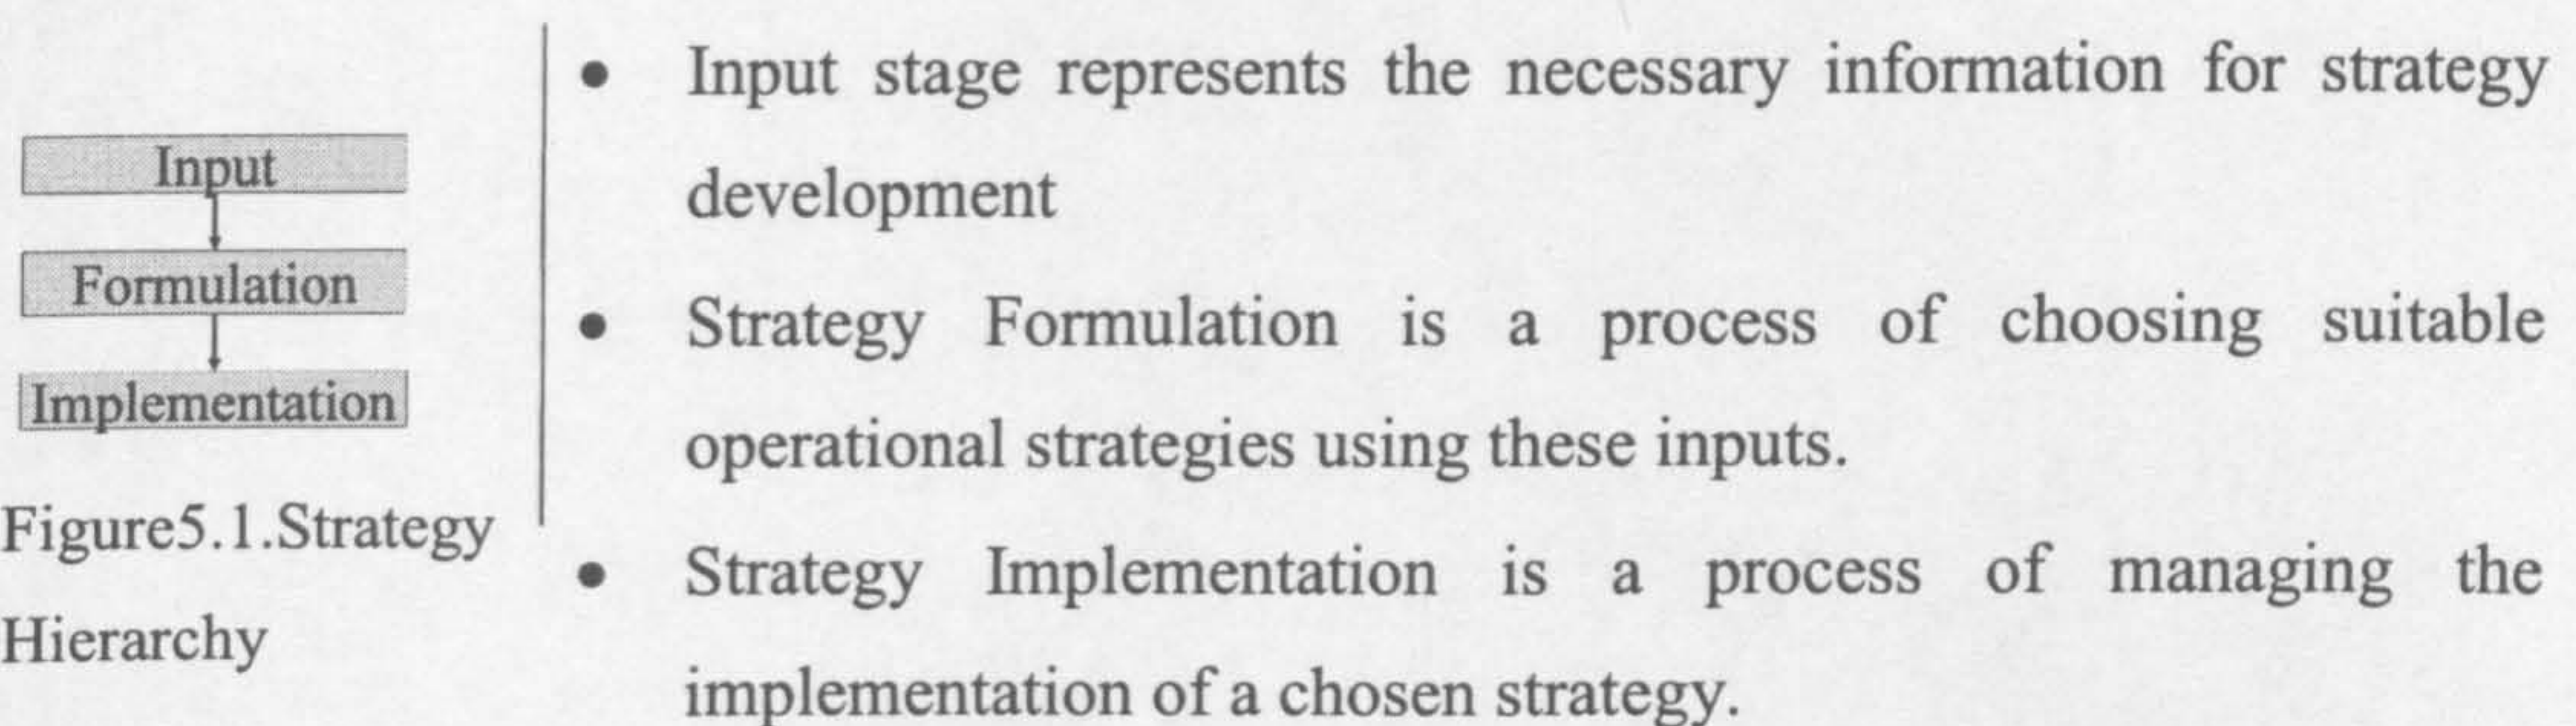 Input
Formulation
Implementation
Figure5.1.Strategy
Hierarchy
● Input stage represents the necessary information for strategy
development
● Strategy Formulation is a process of choosing suitable
operational strategies using these inputs.
● Strategy Implementation is a process of managing the
implementation of a chosen strategy.